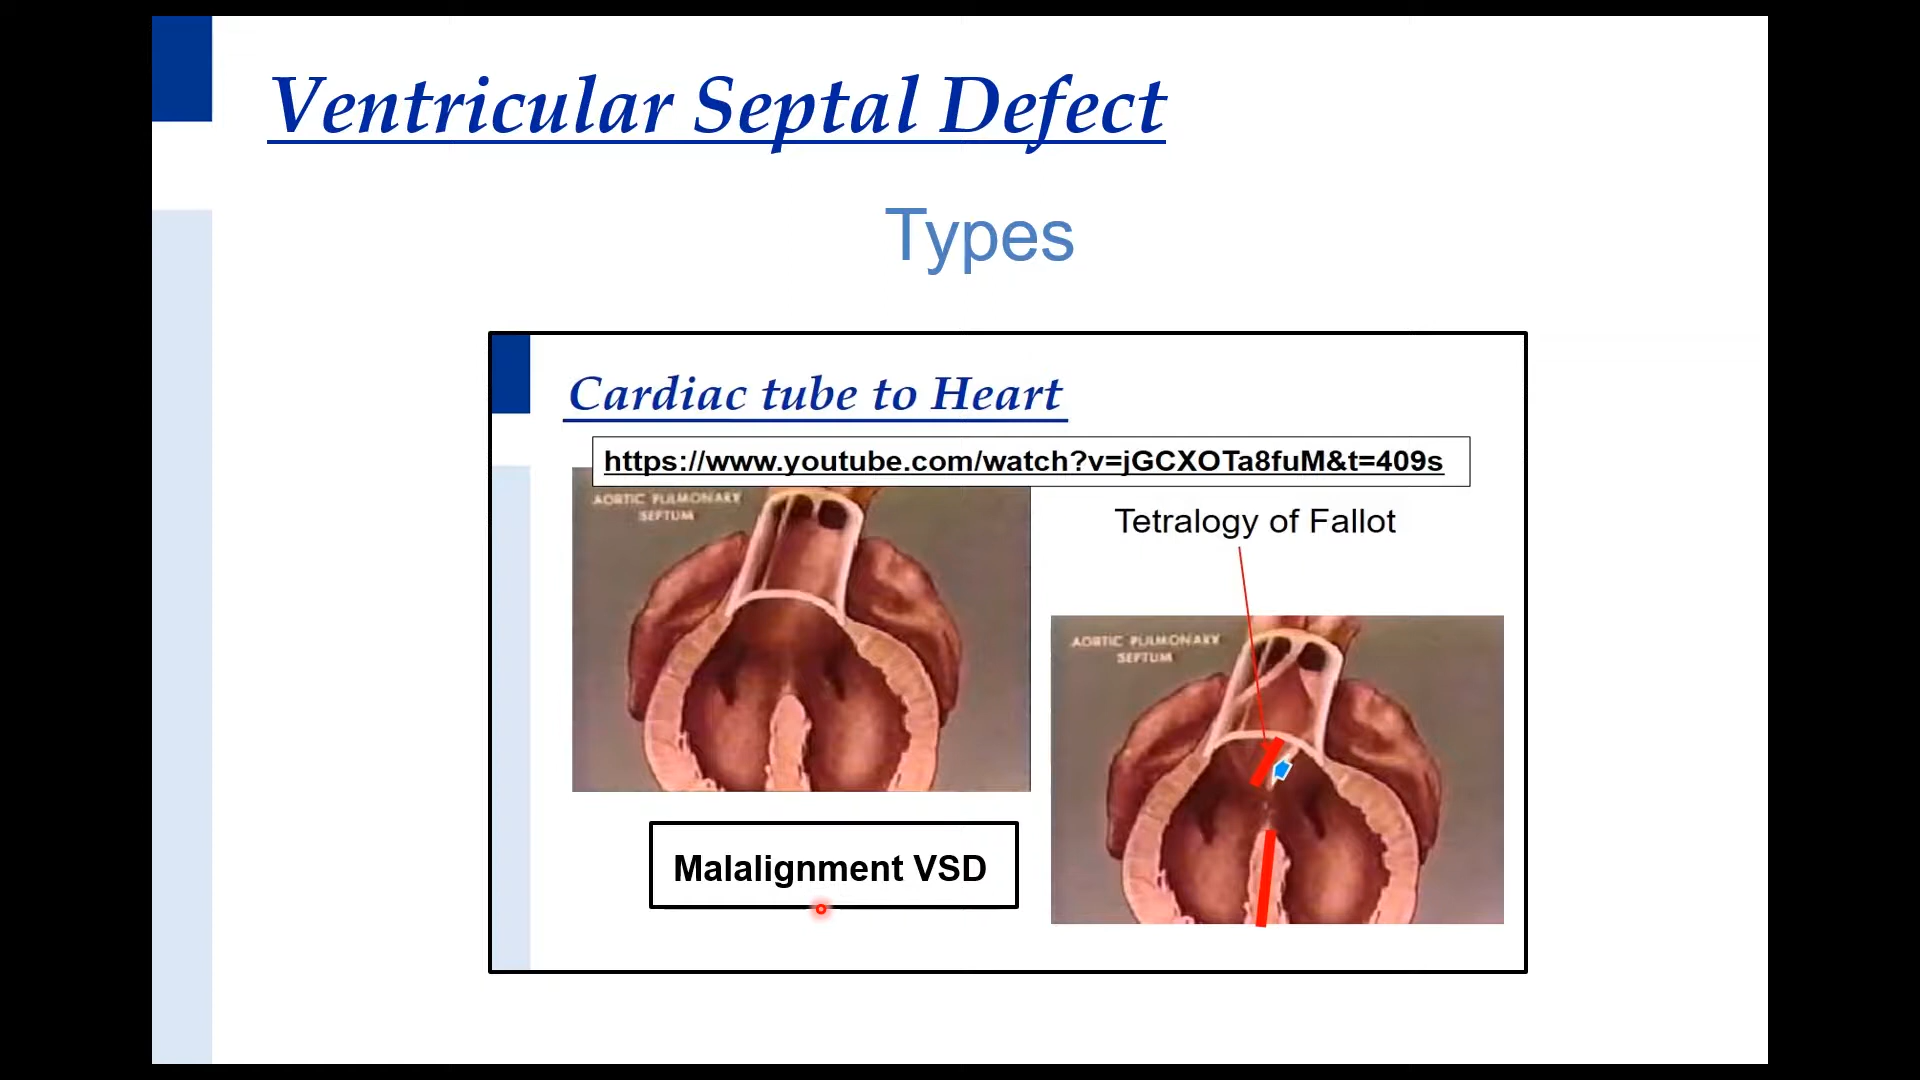 Ventricular Septal Defect
Types
Cardiac tube to Heart
https://www.youtube.com/watch?v=jGCXOTa8fuM&t=409s
AORTIC PULMONARY
SEPTUM
Tetralogy of Fallot
AORTIC PULMONARY
SEPTUM
Malalignment VSD